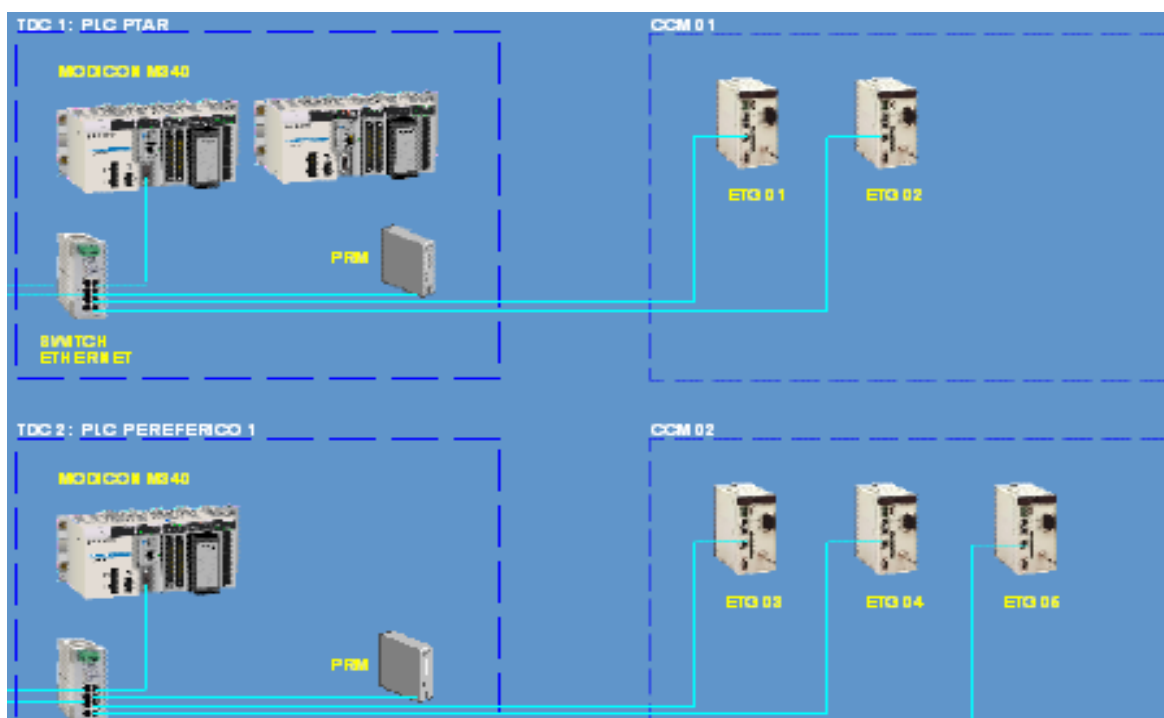 TDC 1: PLC PTAR
CCM 01
MODICON M340
ETG 01
ETG 02
PRM
SWITCH
ETHERNET
TDC 2: PLC PEREFERICO 1
CCM 02
MODICON M340
ETG 03
ETG 04
ETG 05
PRM